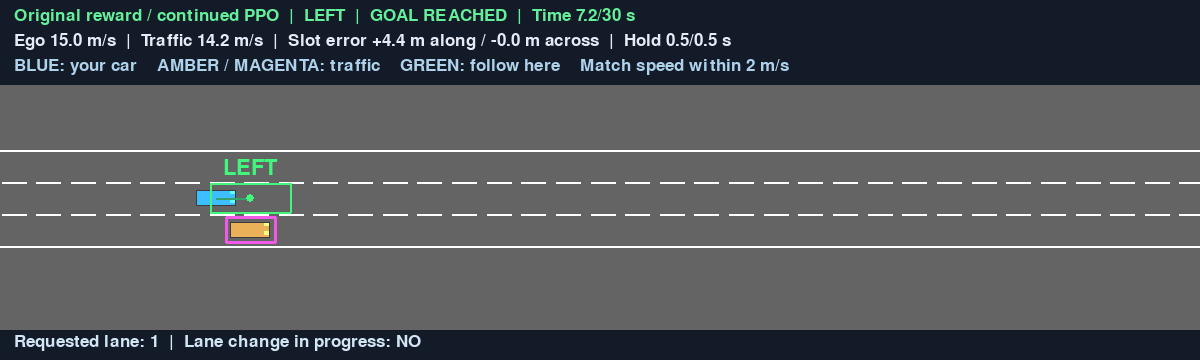 Original reward / continued PPO | LEFT | GOAL REACHED | Time 7.2/30 s
Ego 15.0 m/s | Traffic 14.2 m/s | Slot error +4.4 m along / -0.0 m across | Hold 0.5/0.5 s
BLUE: your car AMBER / MAGENTA: traffic GREEN: follow here Match speed within 2 m/s
LEFT
Requested lane: 1 | Lane change in progress: NO